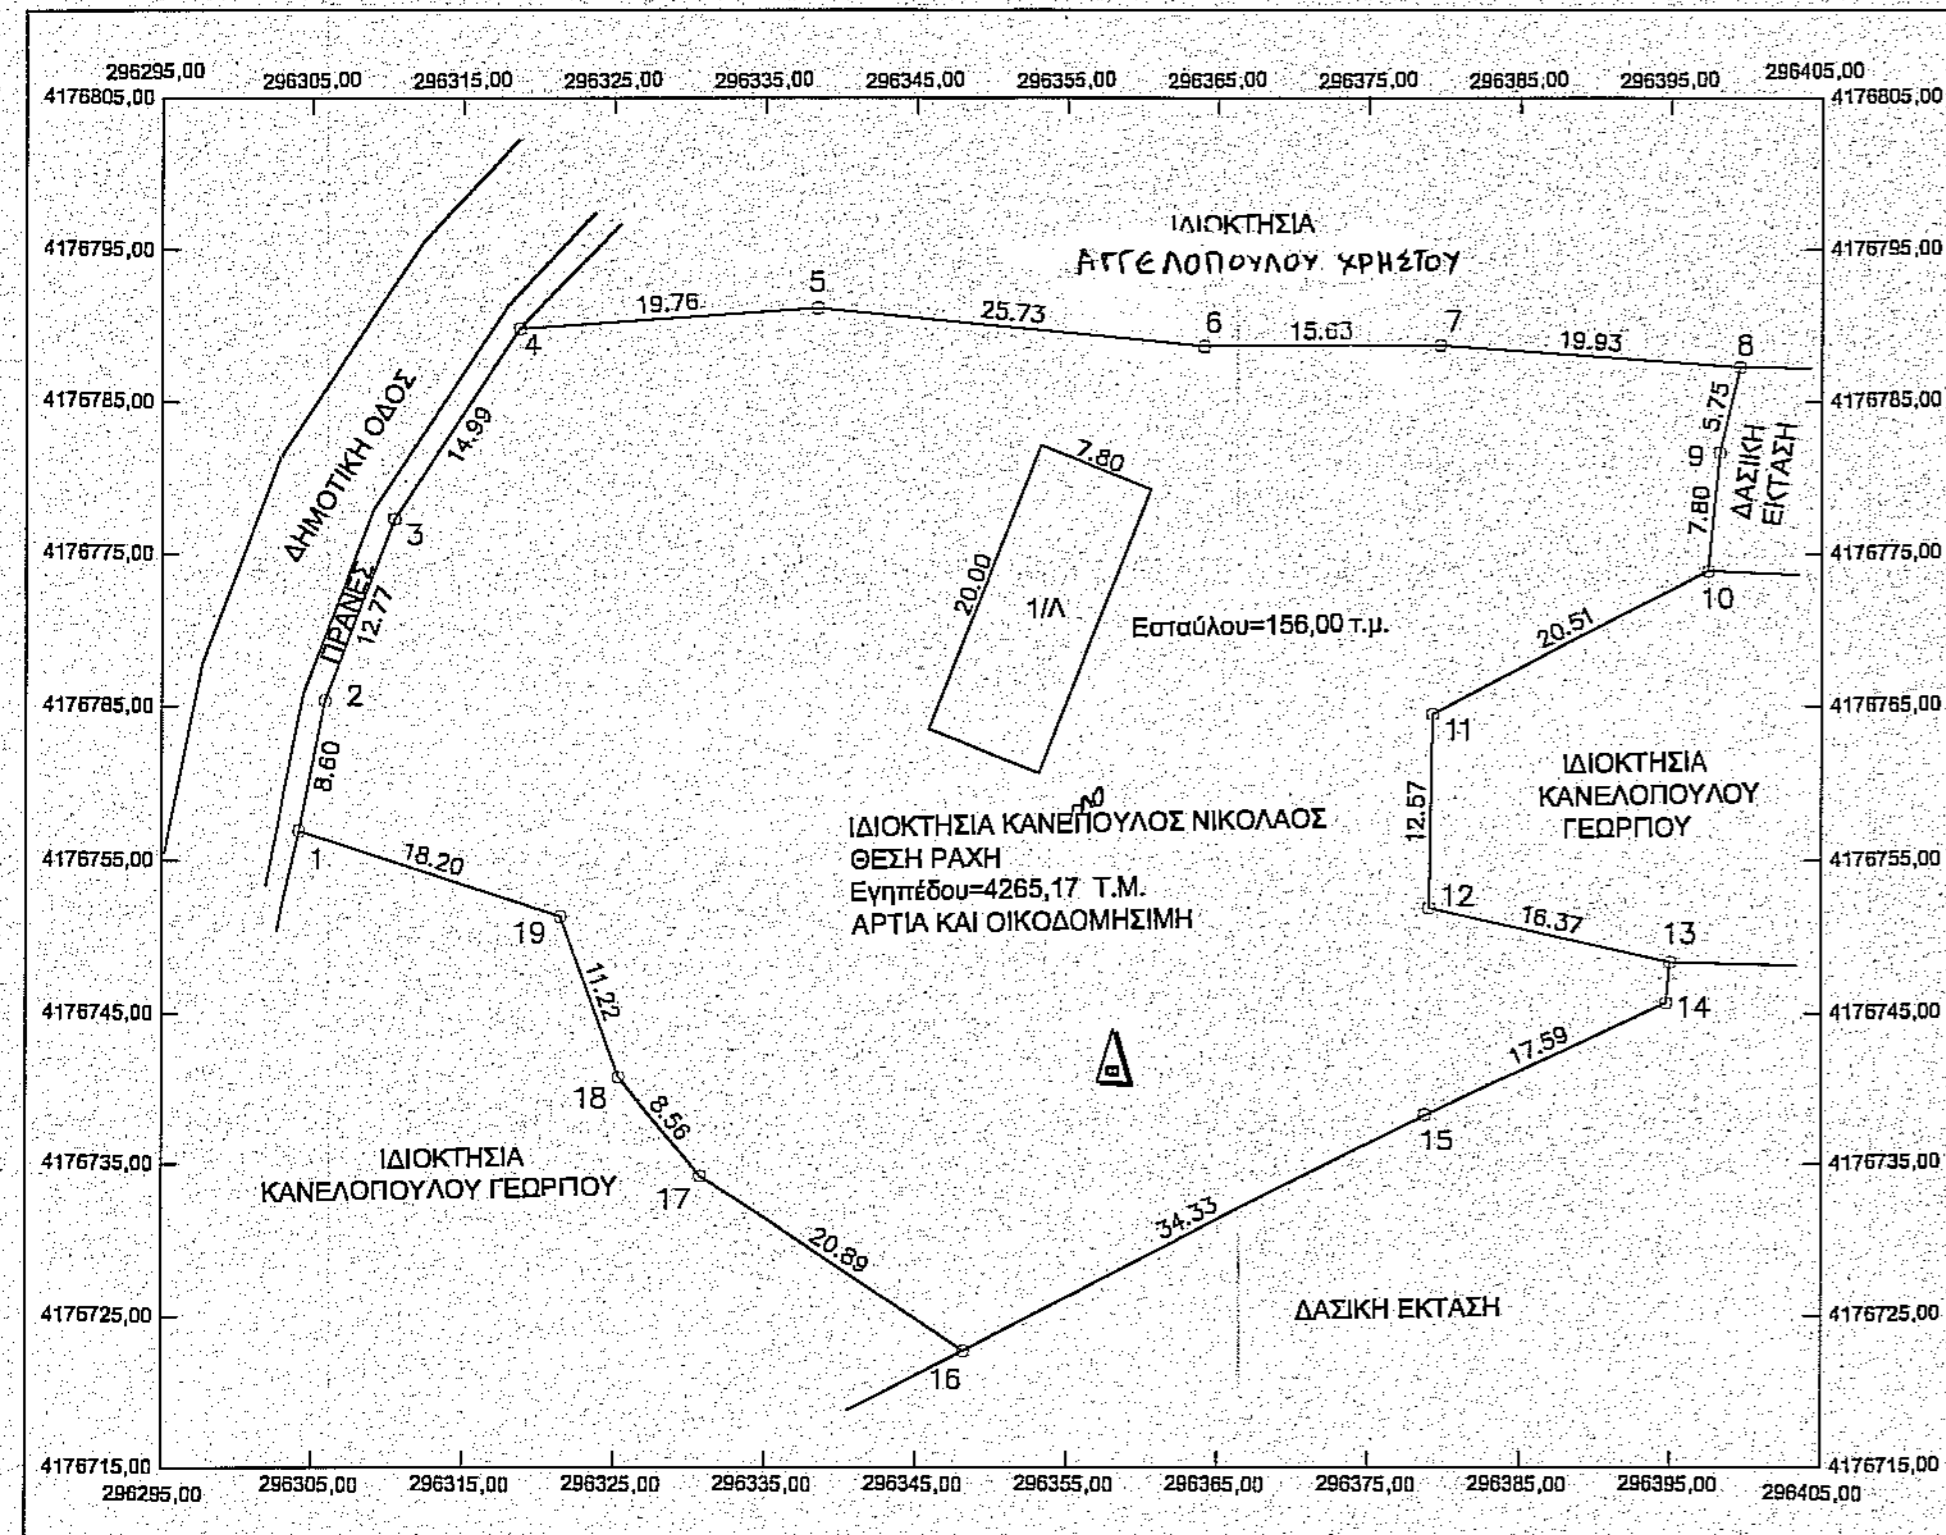 296295,00 296305,00 296315,00 296325,00 296335,00 296345,00 296355,00 296365,00 296375,00 296385,00 296395,00 296405,00
4176805,00 4176805,00
ΙΔΙΟΚΤΗΣΙΑ
4176795,00 4176795,00
ΑΓΓΕΛΟΠΟΥΛΟΥ ΧΡΗΣΤΟΥ
5
19.76 25.73 6 15.63 7 19.93 8
4
4176785,00 4176785,00
5.75
ΔΗΜΟΤΙΚΗ ΟΔΟΣ
14.99
7.80
9
ΔΑΣΙΚΗ
ΕΚΤΑΣΗ
7.80
3
4176775,00 4176775,00
ΠΡΑΝΕΣ
12.77
20.00
1/Λ
10
Εσταύλου=156,00 τ.μ.
20.51
2
4176785,00 4176765,00
11
8.60
ΙΔΙΟΚΤΗΣΙΑ
ΚΑΝΕΛΟΠΟΥΛΟΥ
ΓΕΩΡΓΙΟΥ
12.57
ΛΟ
ΙΔΙΟΚΤΗΣΙΑ ΚΑΝΕΠΟΥΛΟΣ ΝΙΚΟΛΑΟΣ
ΘΕΣΗ ΡΑΧΗ
Εγηπέδου=4265,17 Τ.Μ.
ΑΡΤΙΑ ΚΑΙ ΟΙΚΟΔΟΜΗΣΙΜΗ
1
18.20
4176755,00 4176755,00
12
16.37
19
13
11.22
14
4176745,00 4176745,00
17.59
18
8.56
15
ΙΔΙΟΚΤΗΣΙΑ
ΚΑΝΕΛΟΠΟΥΛΟΥ ΓΕΩΡΓΙΟΥ
4176735,00 4176735,00
17
34.33
20.89
ΔΑΣΙΚΗ ΕΚΤΑΣΗ
4176725,00 4176725,00
16
4176715,00 4176715,00
296295,00 296305,00 296315,00 296325,00 296335,00 296345,00 296355,00 296365,00 296375,00 296385,00 296395,00 296405,00